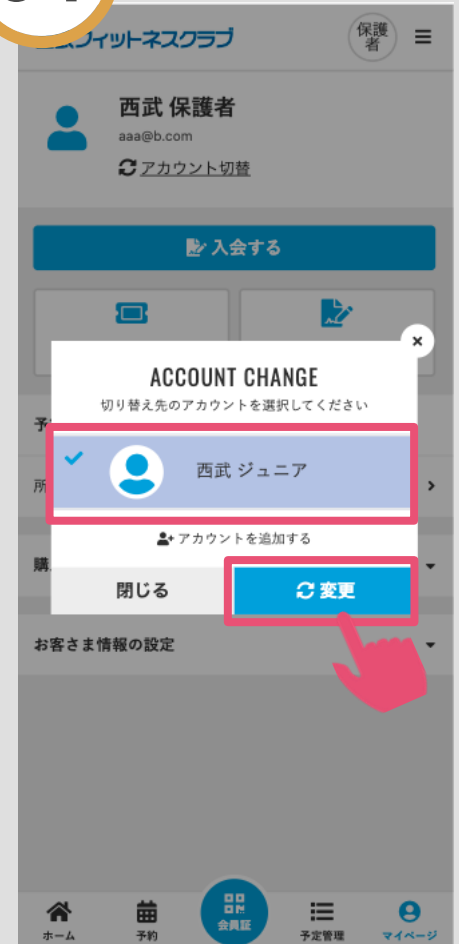 フィットネスクラブ
保護者
西武 保護者
aaa@b.com
アカウント切替
入会する
ACCOUNT CHANGE
切り替え先のアカウントを選択してください
予
西武 ジュニア
所
アカウントを追加する
購
閉じる
変更
お客さま情報の設定
ホーム
予約
会員証
予定管理
マイページ